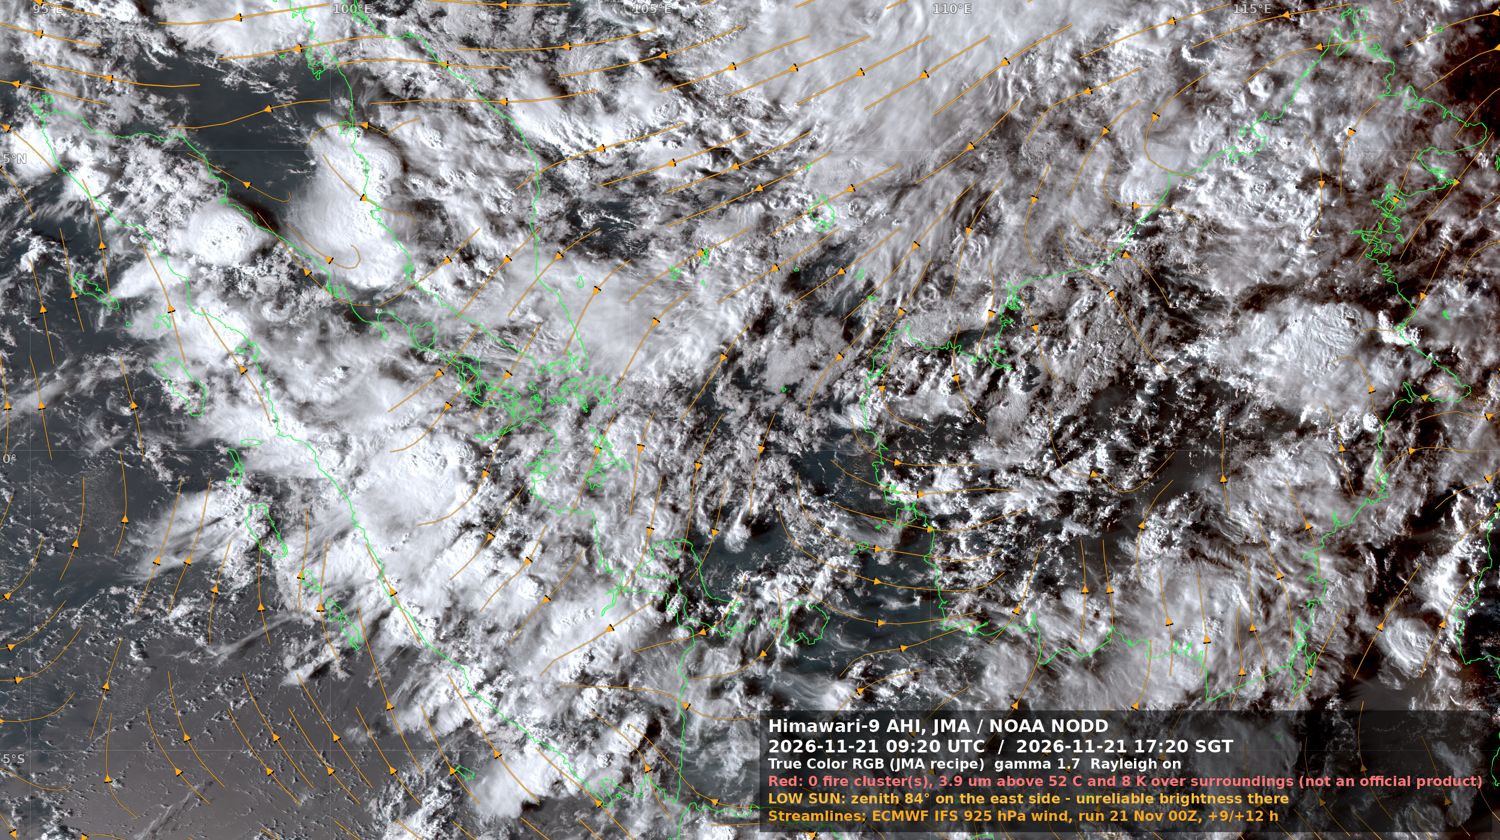 95°E 100°E 105°E 110°E 115°E
5°N
0°
5°S
Himawari-9 AHI, JMA / NOAA NODD
2026-11-21 09:20 UTC / 2026-11-21 17:20 SGT
True Color RGB (JMA recipe) gamma 1.7 Rayleigh on
Red: 0 fire cluster(s), 3.9 um above 52 C and 8 K over surroundings (not an official product)
LOW SUN: zenith 84° on the east side - unreliable brightness there
Streamlines: ECMWF IFS 925 hPa wind, run 21 Nov 00Z, +9/+12 h